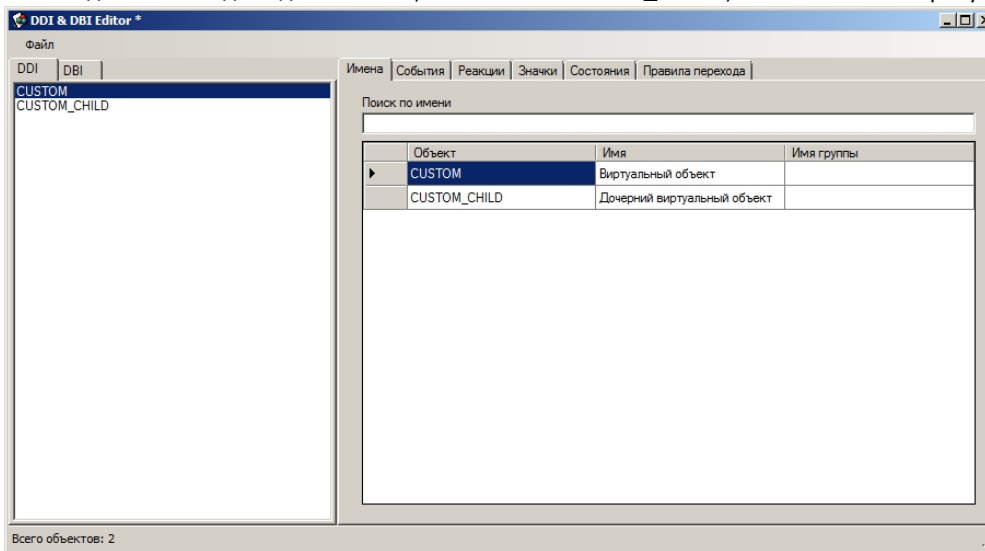 DDI & DBI Editor *
Файл
DDI DBI
Имена События Реакции Значки Состояния Правила перехода
CUSTOM
CUSTOM_CHILD
Поиск по имени
Объект Имя Имя группы
CUSTOM Виртуальный объект
CUSTOM_CHILD Дочерний виртуальный объект
Всего объектов: 2